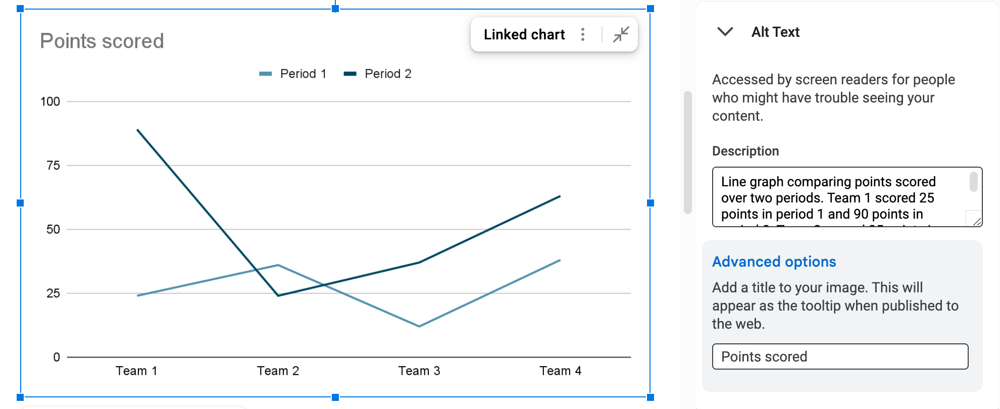 Points scored
Linked chart
Period 1
Period 2
100
75
50
25
0
Team 1
Team 2
Team 3
Team 4
Alt Text
Accessed by screen readers for people
who might have trouble seeing your
content.
Description
Line graph comparing points scored
over two periods. Team 1 scored 25
points in period 1 and 90 points in
Advanced options
Add a title to your image. This will
appear as the tooltip when published to
the web.
Points scored